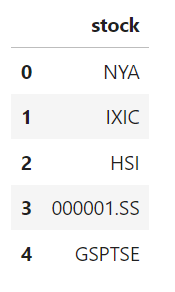 stock
0 NYA
1 IXIC
2 HSI
3 000001.SS
4 GSPTSE